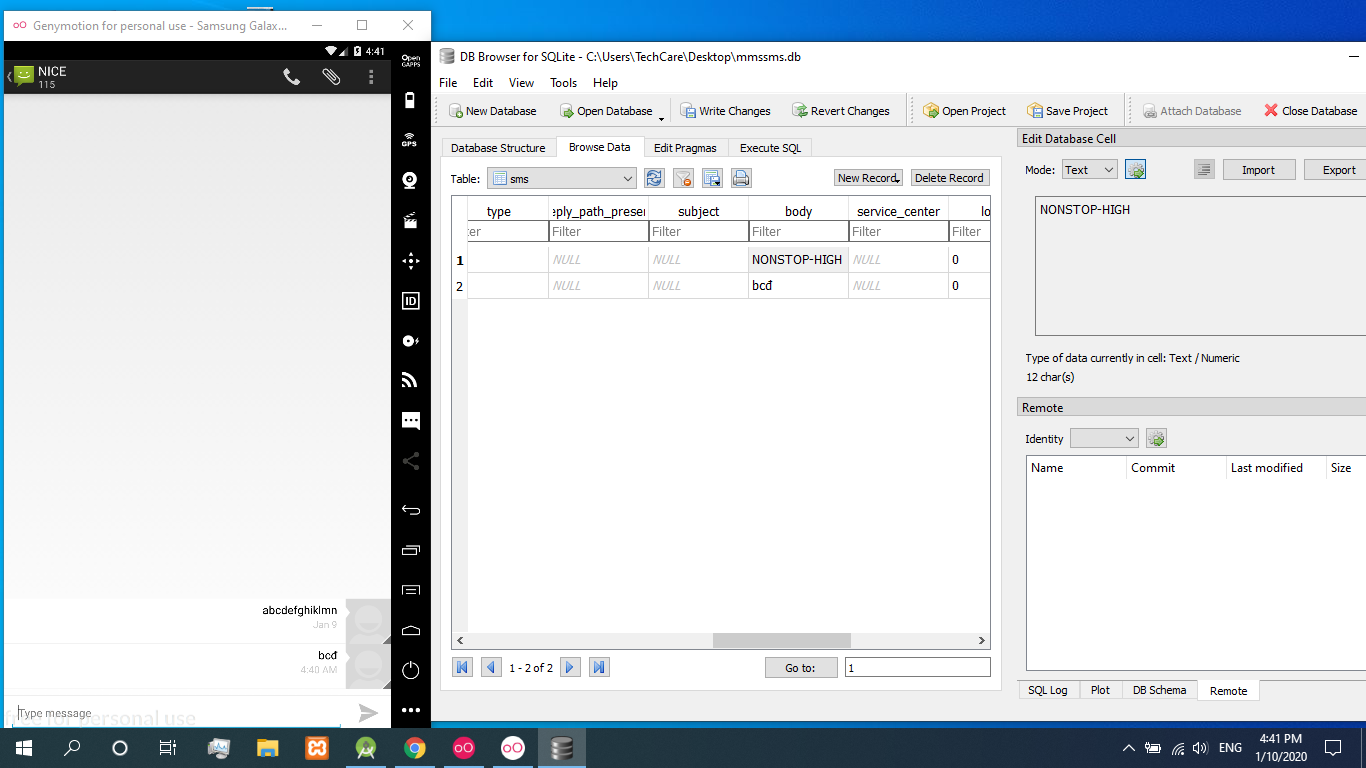 Genymotion for personal use - Samsung Galax...
4:41
NICE
115
Open
GAPPS
GPS
ID
abcdefghiklmn
Jan 9
bcđ
4:40 AM
Type message
free for personal use
DB Browser for SQLite - C:\Users\TechCare\Desktop\mmssms.db
File Edit View Tools Help
New Database Open Database Write Changes Revert Changes Open Project Save Project Attach Database Close Database
Database Structure Browse Data Edit Pragmas Execute SQL
Table: sms New Record Delete Record
type eply_path_preser subject body service_center lo
er Filter Filter Filter Filter Filter
1 NULL NULL NONSTOP-HIGH NULL 0
2 NULL NULL bcđ NULL 0
1 - 2 of 2 Go to: 1
Edit Database Cell
Mode: Text Import Export
NONSTOP-HIGH
Type of data currently in cell: Text / Numeric
12 char(s)
Remote
Identity
Name Commit Last modified Size
SQL Log Plot DB Schema Remote
ENG 4:41 PM
1/10/2020